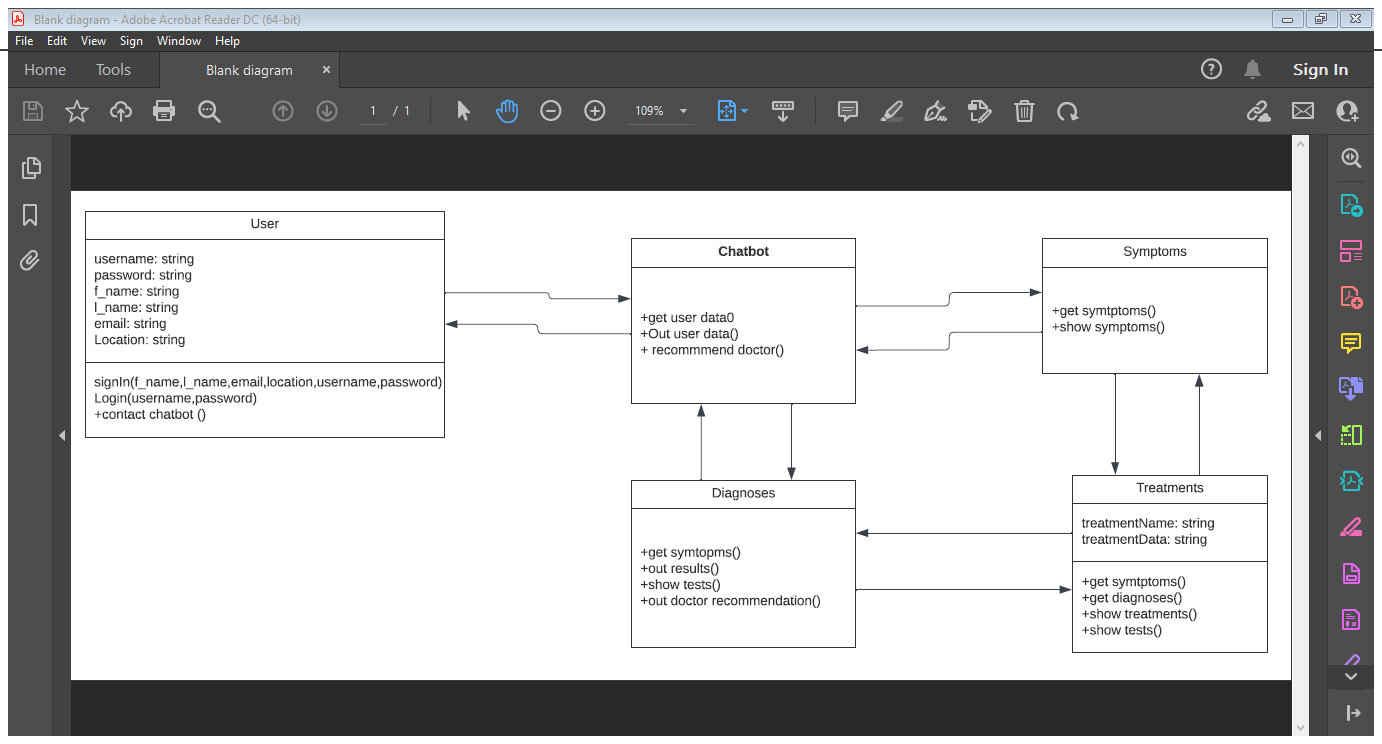 Blank diagram - Adobe Acrobat Reader DC (64-bit)
File Edit View Sign Window Help
Home Tools Blank diagram × Sign In
1 / 1 109%
User
username: string
password: string
f_name: string
l_name: string
email: string
Location: string
signIn(f_name,l_name,email,location,username,password)
Login(username,password)
+contact chatbot ()
Chatbot
+get user data0
+Out user data()
+ recommmend doctor()
Symptoms
+get symtptoms()
+show symptoms()
Diagnoses
+get symtopms()
+out results()
+show tests()
+out doctor recommendation()
Treatments
treatmentName: string
treatmentData: string
+get symtptoms()
+get diagnoses()
+show treatments()
+show tests()